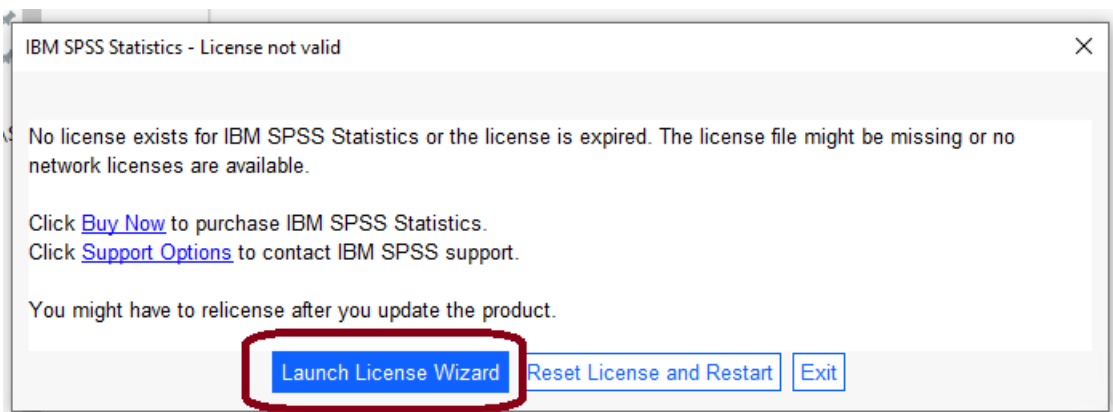 IBM SPSS Statistics - License not valid
No license exists for IBM SPSS Statistics or the license is expired. The license file might be missing or no
network licenses are available.
Click Buy Now to purchase IBM SPSS Statistics.
Click Support Options to contact IBM SPSS support.
You might have to relicense after you update the product.
Launch License Wizard Reset License and Restart Exit